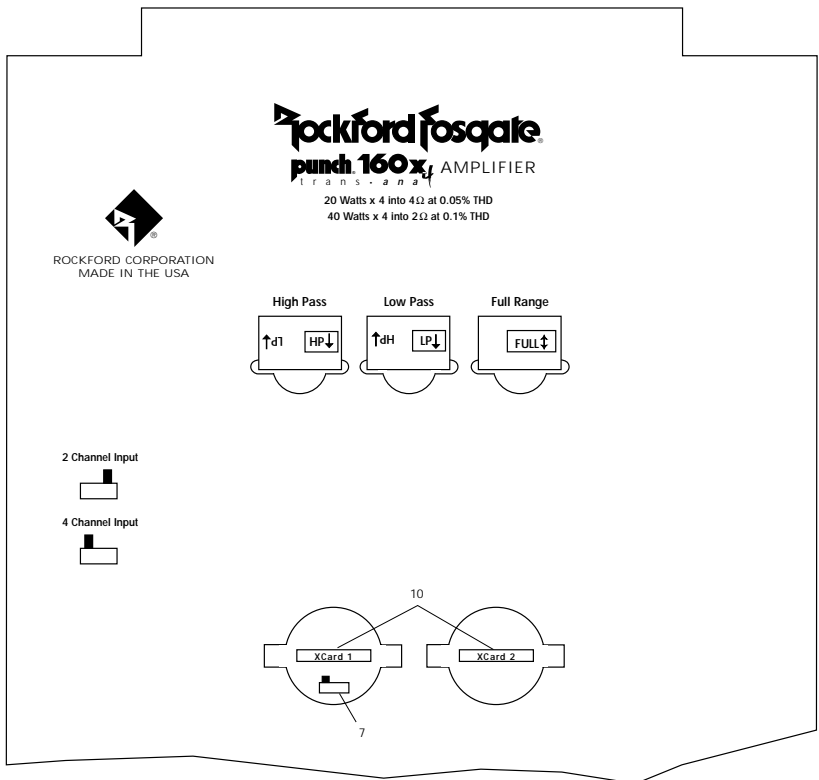 Rockford Fosgate®
punch® 160x4 AMPLIFIER
trans·ana
20 Watts x 4 into 4Ω at 0.05% THD
40 Watts x 4 into 2Ω at 0.1% THD
®
ROCKFORD CORPORATION
MADE IN THE USA
High Pass
Low Pass
Full Range
LP↑
HP↓
HP↑
LP↓
FULL↕
2 Channel Input
4 Channel Input
10
XCard 1
XCard 2
7